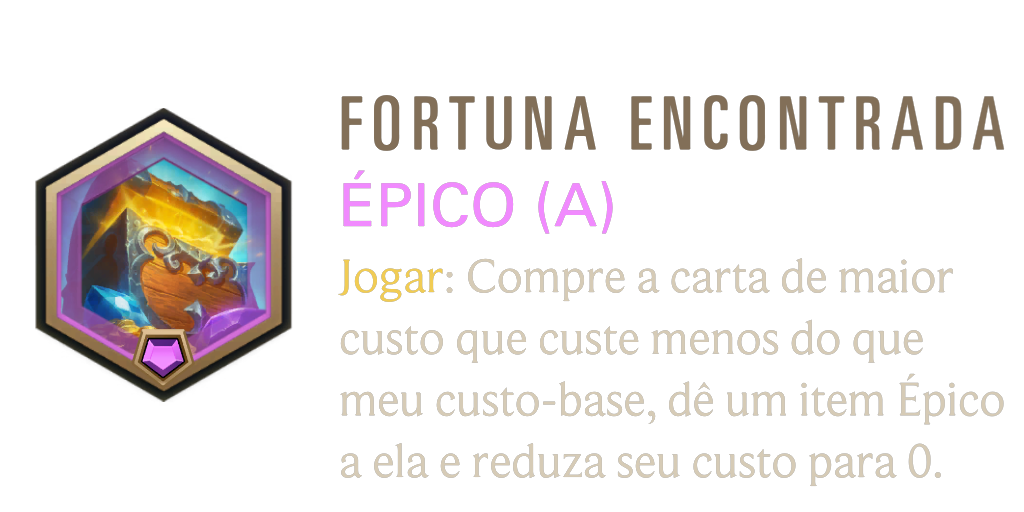 FORTUNA ENCONTRADA
ÉPICO (A)
Jogar: Compre a carta de maior
custo que custe menos do que
meu custo-base, dê um item Épico
a ela e reduza seu custo para 0.